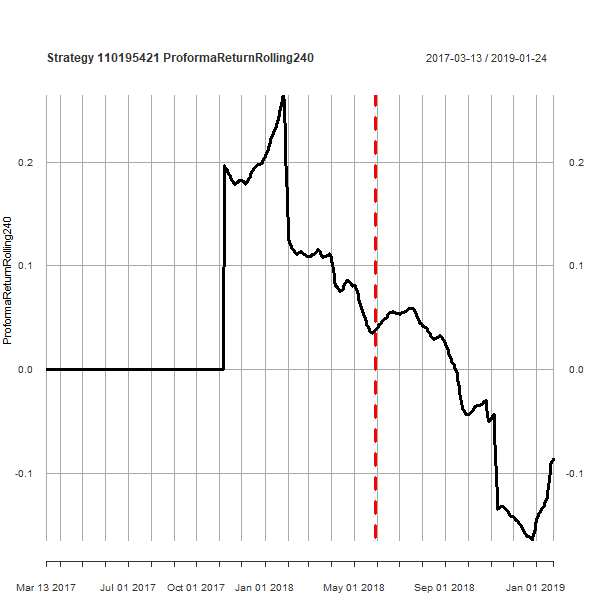 Strategy 110195421 ProformaReturnRolling240
2017-03-13 / 2019-01-24
ProformaReturnRolling240
0.2
0.2
0.1
0.1
0.0
0.0
-0.1
-0.1
Mar 13 2017
Jul 01 2017
Oct 01 2017
Jan 01 2018
May 01 2018
Sep 01 2018
Jan 01 2019